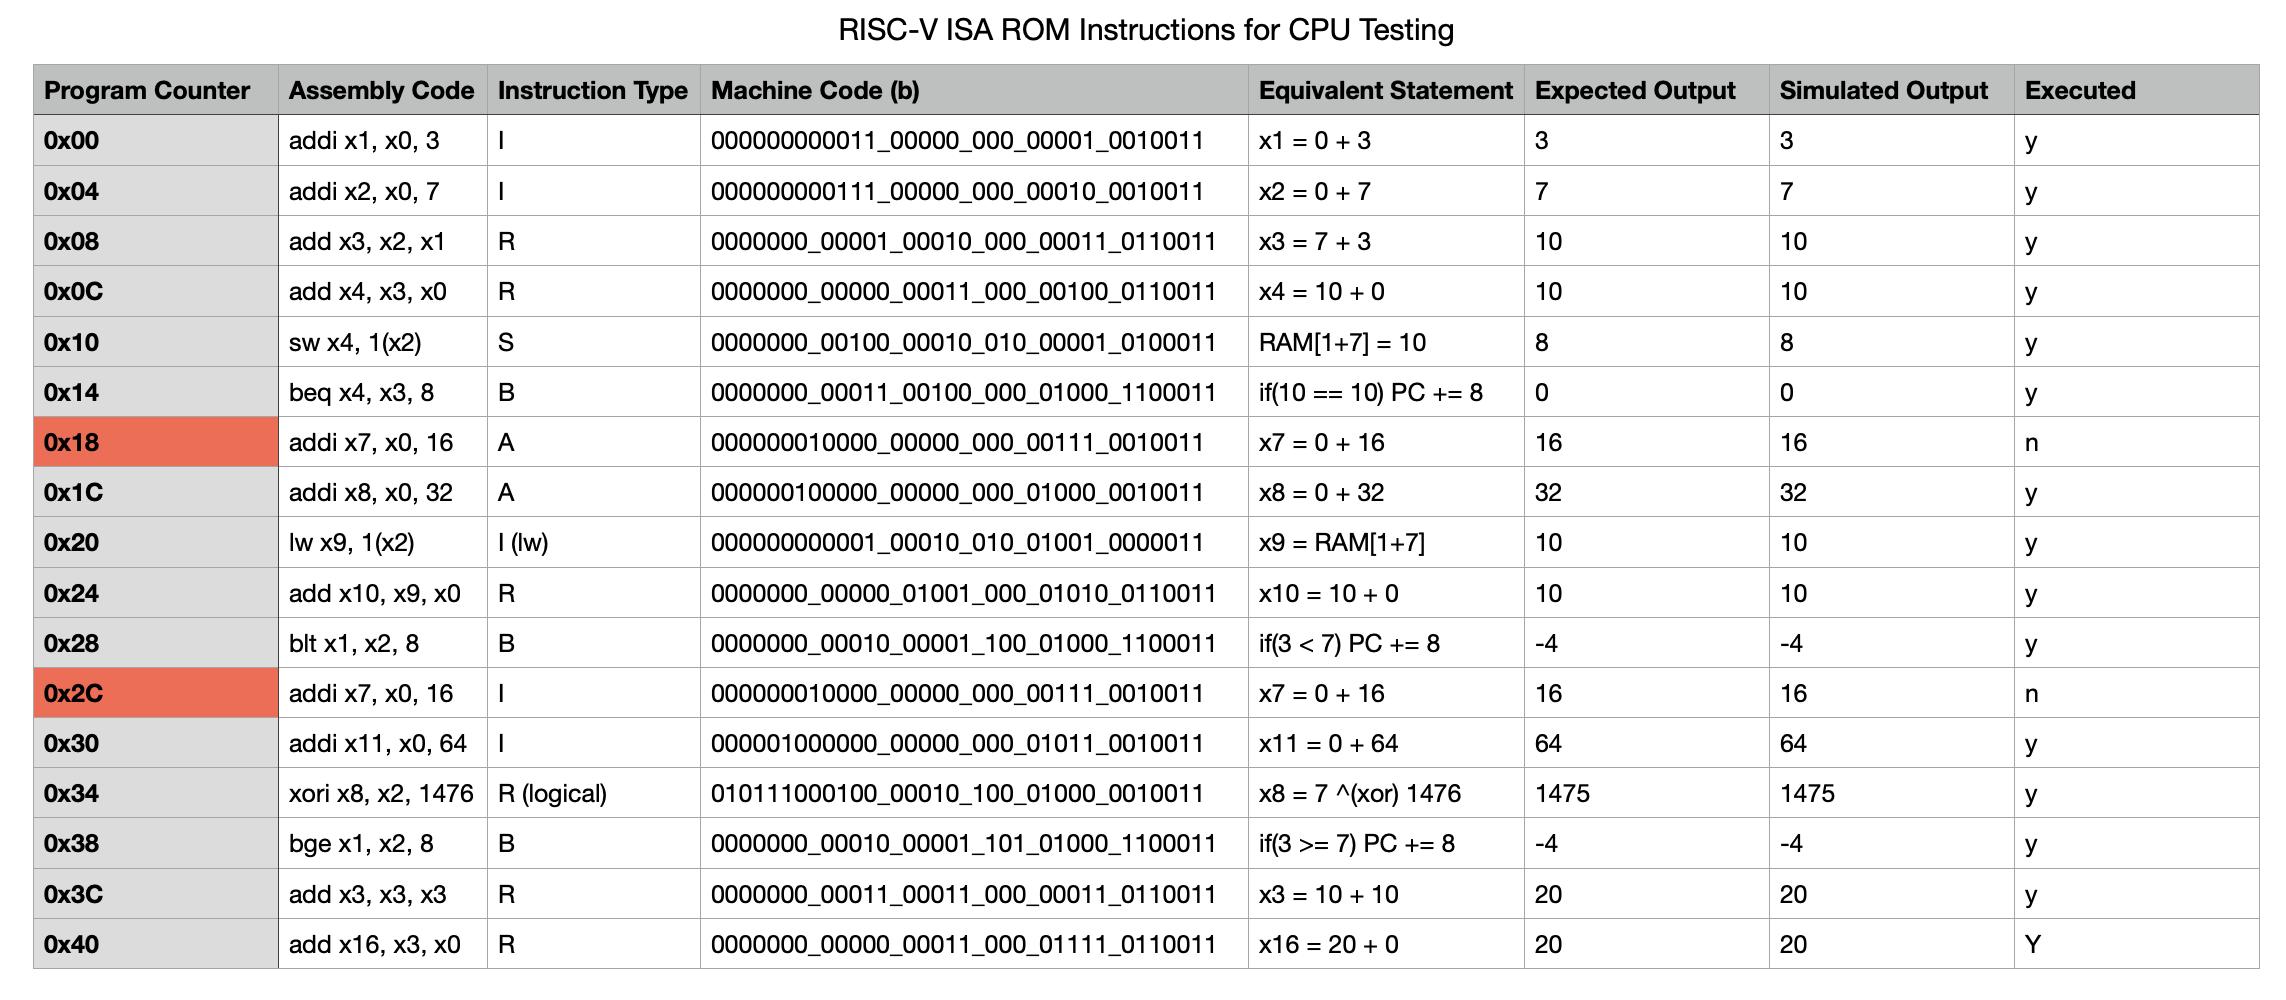 RISC-V ISA ROM Instructions for CPU Testing
Program Counter Assembly Code Instruction Type Machine Code (b) Equivalent Statement Expected Output Simulated Output Executed
0x00 addi x1, x0, 3 I 000000000011_00000_000_00001_0010011 x1 = 0 + 3 3 3 y
0x04 addi x2, x0, 7 I 000000000111_00000_000_00010_0010011 x2 = 0 + 7 7 7 y
0x08 add x3, x2, x1 R 0000000_00001_00010_000_00011_0110011 x3 = 7 + 3 10 10 y
0x0C add x4, x3, x0 R 0000000_00000_00011_000_00100_0110011 x4 = 10 + 0 10 10 y
0x10 sw x4, 1(x2) S 0000000_00100_00010_010_00001_0100011 RAM[1+7] = 10 8 8 y
0x14 beq x4, x3, 8 B 0000000_00011_00100_000_01000_1100011 if(10 == 10) PC += 8 0 0 y
0x18 addi x7, x0, 16 A 000000010000_00000_000_00111_0010011 x7 = 0 + 16 16 16 n
0x1C addi x8, x0, 32 A 000000100000_00000_000_01000_0010011 x8 = 0 + 32 32 32 y
0x20 lw x9, 1(x2) I (lw) 000000000001_00010_010_01001_0000011 x9 = RAM[1+7] 10 10 y
0x24 add x10, x9, x0 R 0000000_00000_01001_000_01010_0110011 x10 = 10 + 0 10 10 y
0x28 blt x1, x2, 8 B 0000000_00010_00001_100_01000_1100011 if(3 < 7) PC += 8 -4 -4 y
0x2C addi x7, x0, 16 I 000000010000_00000_000_00111_0010011 x7 = 0 + 16 16 16 n
0x30 addi x11, x0, 64 I 000001000000_00000_000_01011_0010011 x11 = 0 + 64 64 64 y
0x34 xori x8, x2, 1476 R (logical) 010111000100_00010_100_01000_0010011 x8 = 7 ^(xor) 1476 1475 1475 y
0x38 bge x1, x2, 8 B 0000000_00010_00001_101_01000_1100011 if(3 >= 7) PC += 8 -4 -4 y
0x3C add x3, x3, x3 R 0000000_00011_00011_000_00011_0110011 x3 = 10 + 10 20 20 y
0x40 add x16, x3, x0 R 0000000_00000_00011_000_01111_0110011 x16 = 20 + 0 20 20 Y